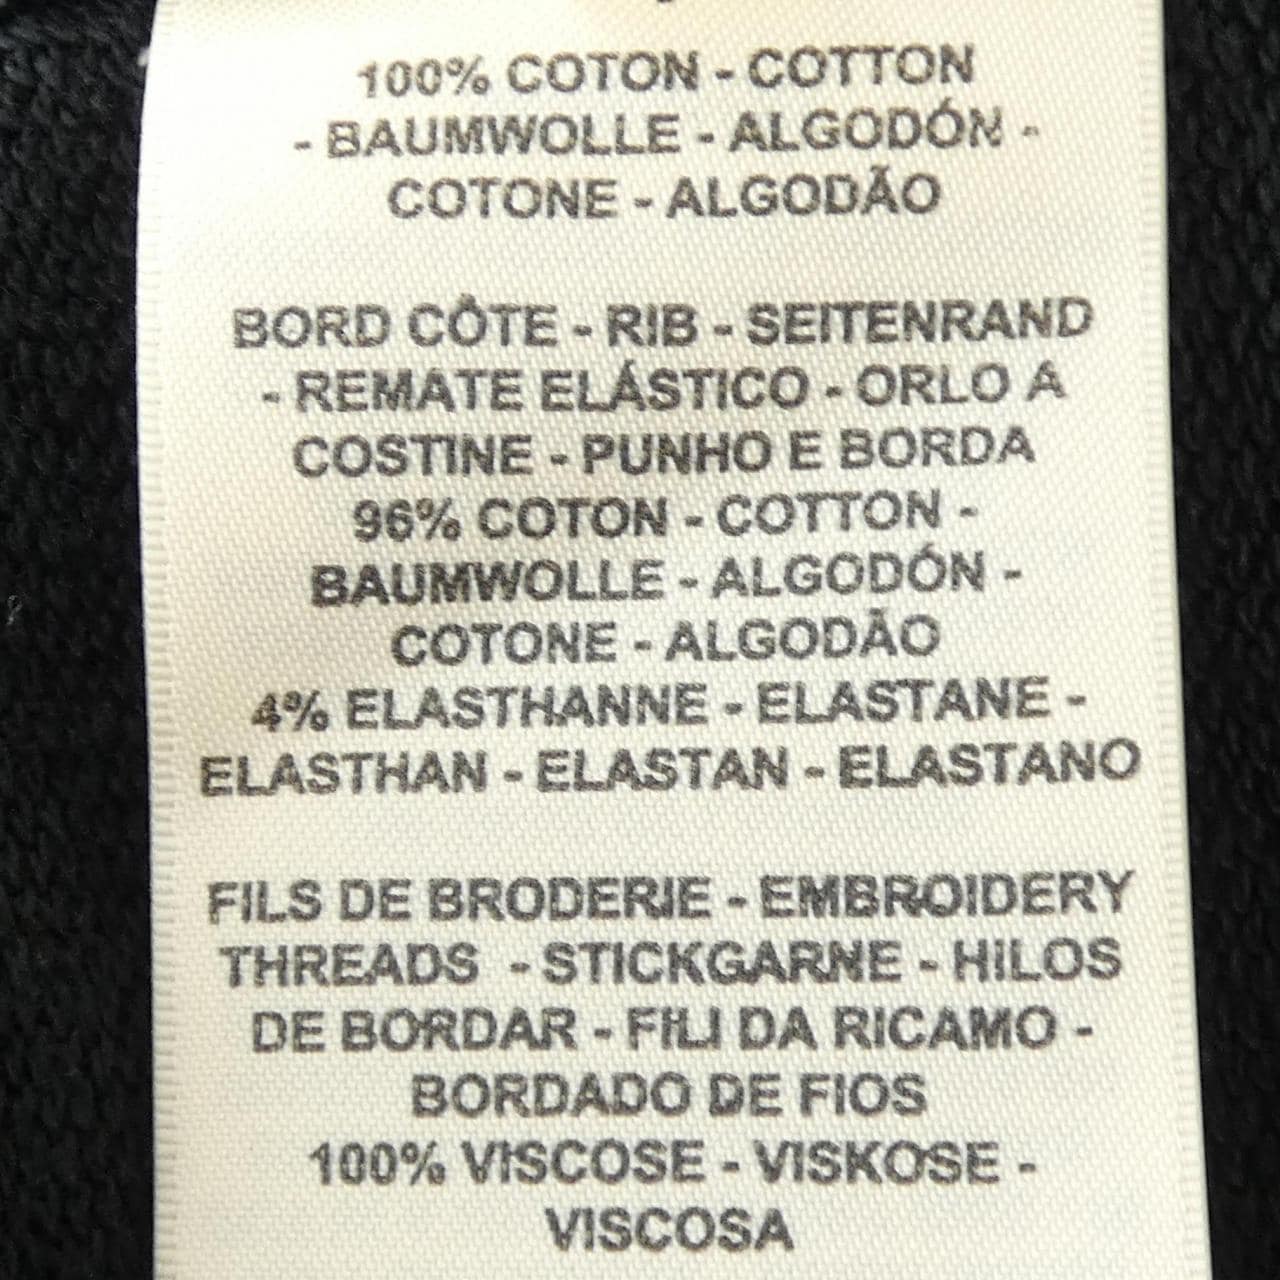 100% COTON - COTTON
- BAUMWOLLE - ALGODÓN -
COTONE - ALGODÃO
BORD CÔTE - RIB - SEITENRAND
- REMATE ELÁSTICO - ORLO A
COSTINE - PUNHO E BORDA
96% COTON - COTTON -
BAUMWOLLE - ALGODÓN -
COTONE - ALGODÃO
4% ELASTHANNE - ELASTANE -
ELASTHAN - ELASTAN - ELASTANO
FILS DE BRODERIE - EMBROIDERY
THREADS - STICKGARNE - HILOS
DE BORDAR - FILI DA RICAMO -
BORDADO DE FIOS
100% VISCOSE - VISKOSE -
VISCOSA